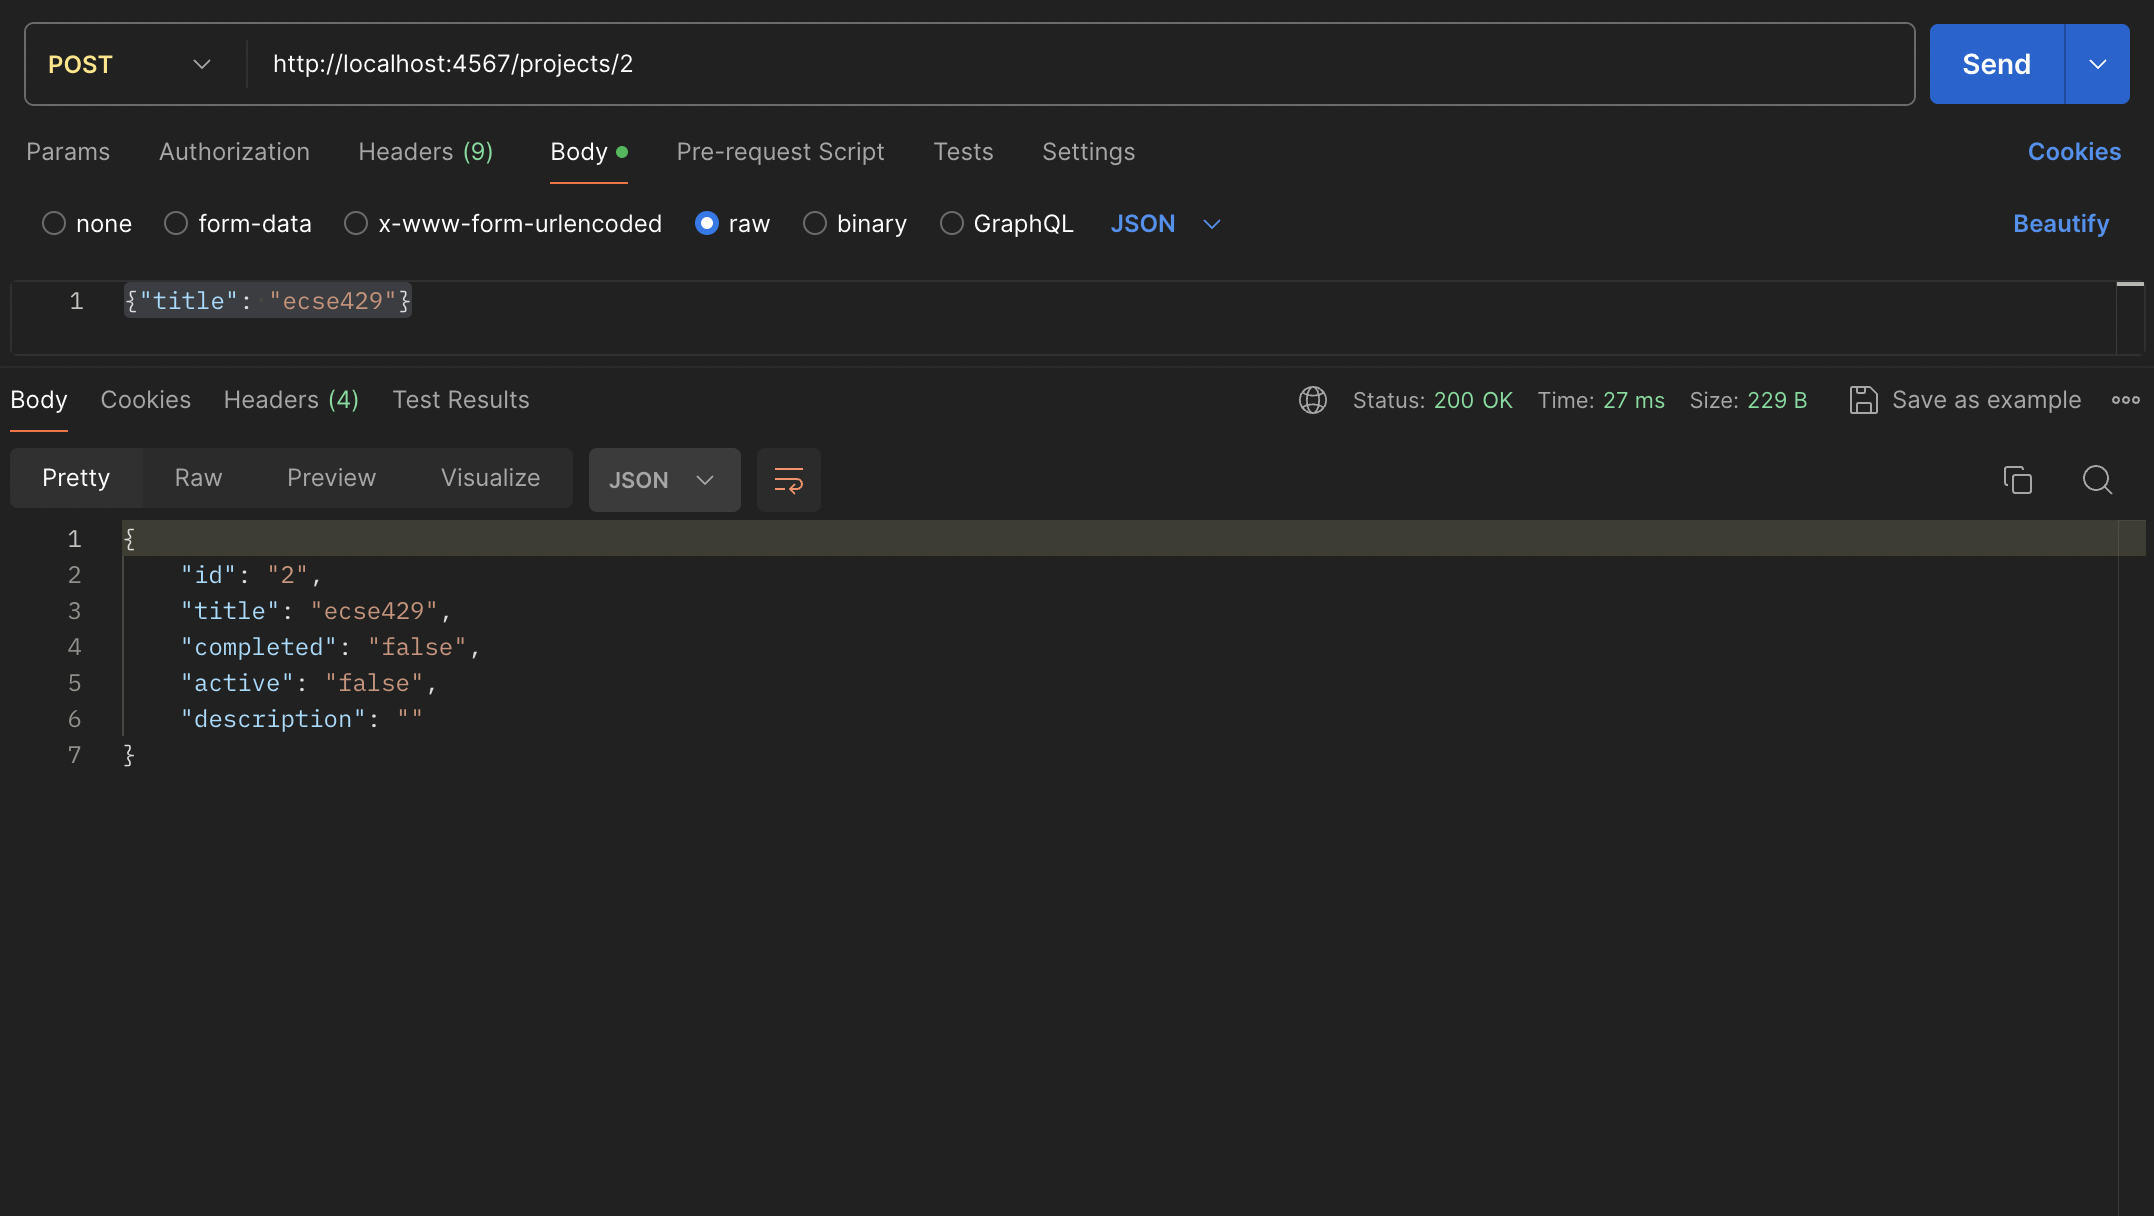 POST http://localhost:4567/projects/2 Send
Params Authorization Headers (9) Body Pre-request Script Tests Settings Cookies
none form-data x-www-form-urlencoded raw binary GraphQL JSON Beautify
1 {"title": "ecse429"}
Body Cookies Headers (4) Test Results Status: 200 OK Time: 27 ms Size: 229 B Save as example
Pretty Raw Preview Visualize JSON
1 {
2 "id": "2",
3 "title": "ecse429",
4 "completed": "false",
5 "active": "false",
6 "description": ""
7 }